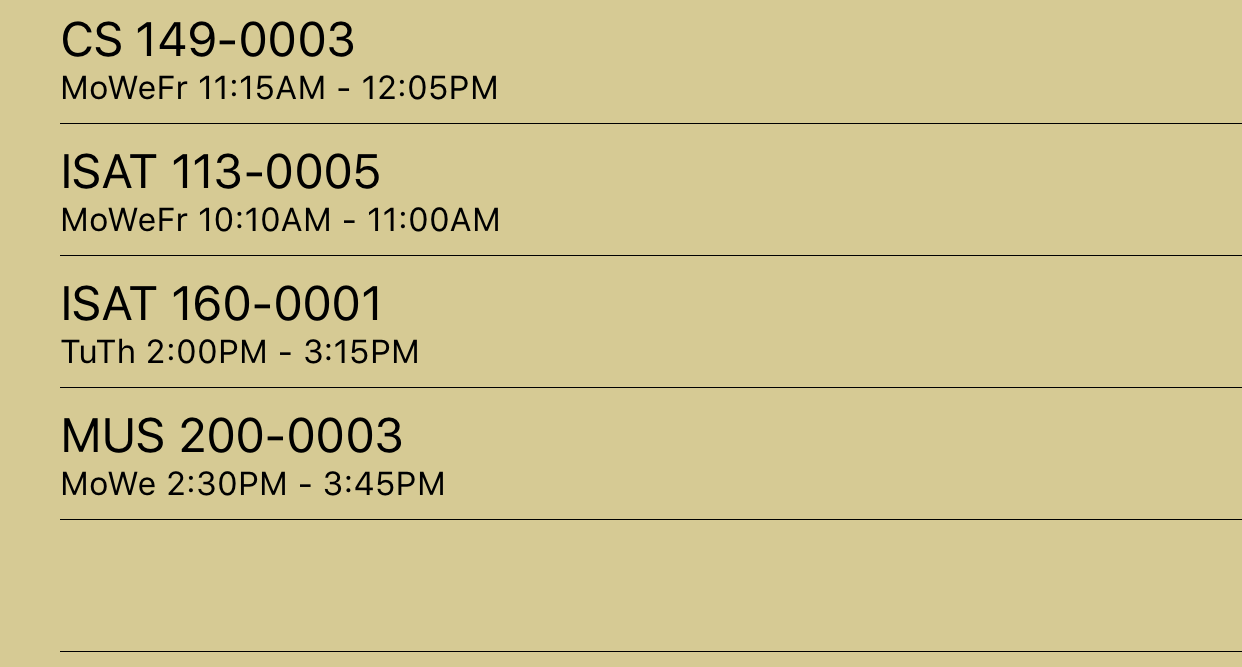 CS 149-0003
MoWeFr 11:15AM - 12:05PM
ISAT 113-0005
MoWeFr 10:10AM - 11:00AM
ISAT 160-0001
TuTh 2:00PM - 3:15PM
MUS 200-0003
MoWe 2:30PM - 3:45PM